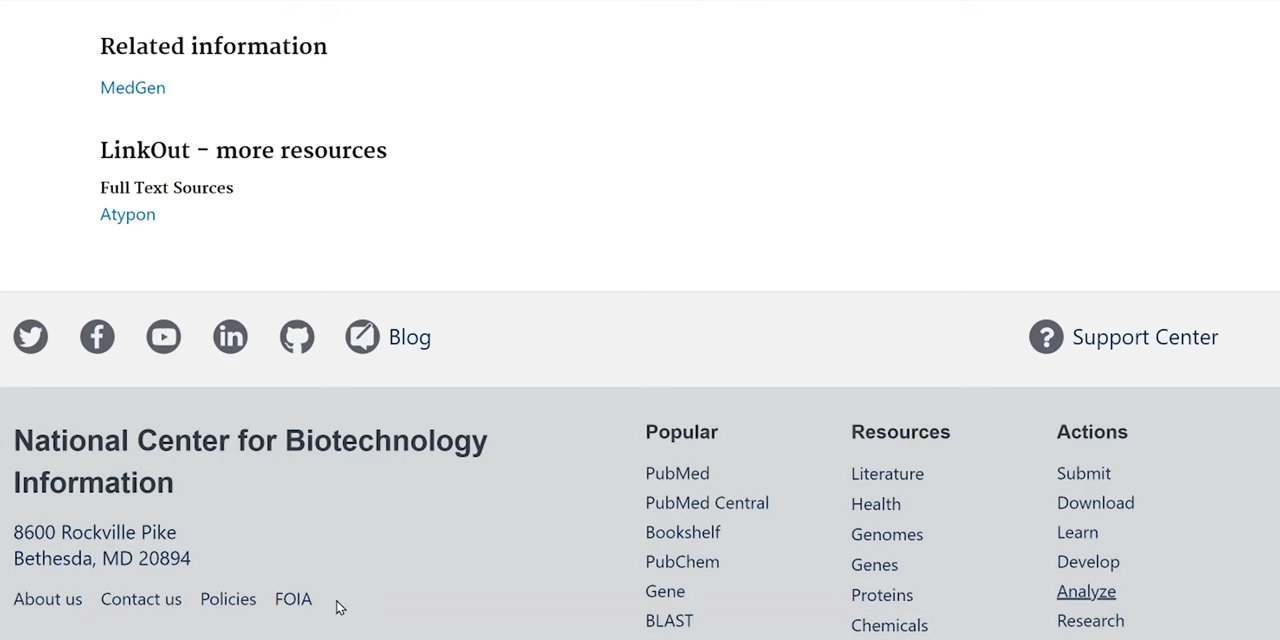 Related information
MedGen
LinkOut - more resources
Full Text Sources
Atypon
Blog
Support Center
National Center for Biotechnology
Information
8600 Rockville Pike
Bethesda, MD 20894
About us Contact us Policies FOIA
Popular
PubMed
PubMed Central
Bookshelf
PubChem
Gene
BLAST
Resources
Literature
Health
Genomes
Genes
Proteins
Chemicals
Actions
Submit
Download
Learn
Develop
Analyze
Research